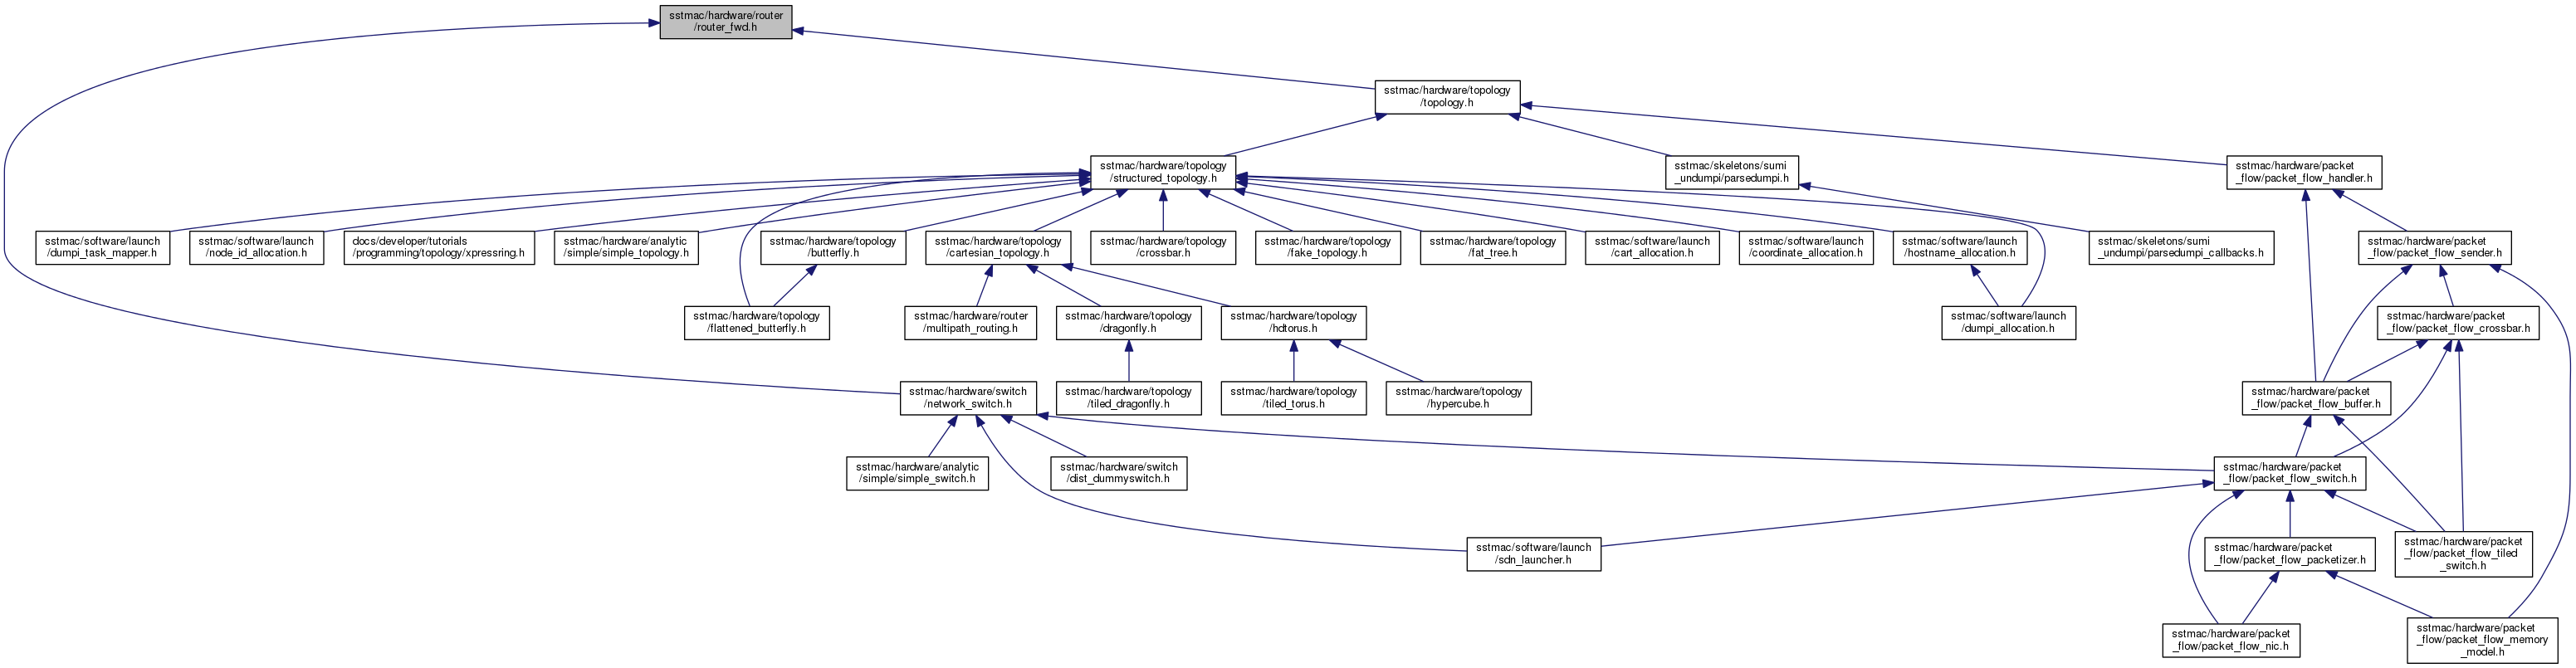 sstmac/hardware/router
/router_fwd.h
sstmac/hardware/topology
/topology.h
sstmac/hardware/topology
/structured_topology.h
sstmac/skeletons/sumi
_undumpi/parsedumpi.h
sstmac/hardware/packet
_flow/packet_flow_handler.h
sstmac/software/launch
/dumpi_task_mapper.h
sstmac/software/launch
/node_id_allocation.h
docs/developer/tutorials
/programming/topology/xpressring.h
sstmac/hardware/analytic
/simple/simple_topology.h
sstmac/hardware/topology
/butterfly.h
sstmac/hardware/topology
/cartesian_topology.h
sstmac/hardware/topology
/crossbar.h
sstmac/hardware/topology
/fake_topology.h
sstmac/hardware/topology
/fat_tree.h
sstmac/software/launch
/cart_allocation.h
sstmac/software/launch
/coordinate_allocation.h
sstmac/software/launch
/hostname_allocation.h
sstmac/skeletons/sumi
_undumpi/parsedumpi_callbacks.h
sstmac/hardware/packet
_flow/packet_flow_sender.h
sstmac/hardware/topology
/flattened_butterfly.h
sstmac/hardware/router
/multipath_routing.h
sstmac/hardware/topology
/dragonfly.h
sstmac/hardware/topology
/hdtorus.h
sstmac/software/launch
/dumpi_allocation.h
sstmac/hardware/packet
_flow/packet_flow_crossbar.h
sstmac/hardware/switch
/network_switch.h
sstmac/hardware/topology
/tiled_dragonfly.h
sstmac/hardware/topology
/tiled_torus.h
sstmac/hardware/topology
/hypercube.h
sstmac/hardware/packet
_flow/packet_flow_buffer.h
sstmac/hardware/analytic
/simple/simple_switch.h
sstmac/hardware/switch
/dist_dummyswitch.h
sstmac/hardware/packet
_flow/packet_flow_switch.h
sstmac/software/launch
/sdn_launcher.h
sstmac/hardware/packet
_flow/packet_flow_packetizer.h
sstmac/hardware/packet
_flow/packet_flow_tiled
_switch.h
sstmac/hardware/packet
_flow/packet_flow_nic.h
sstmac/hardware/packet
_flow/packet_flow_memory
_model.h